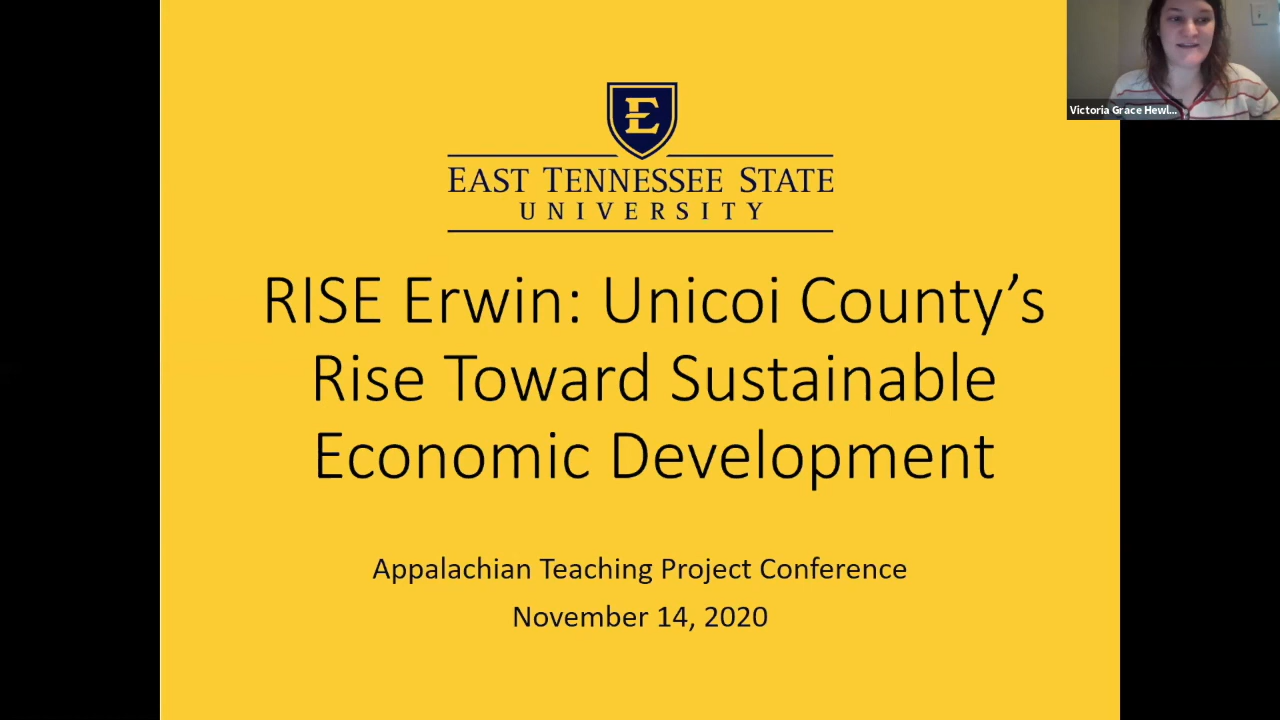 E
EAST TENNESSEE STATE
UNIVERSITY
RISE Erwin: Unicoi County’s
Rise Toward Sustainable
Economic Development
Appalachian Teaching Project Conference
November 14, 2020
Victoria Grace Hewl...